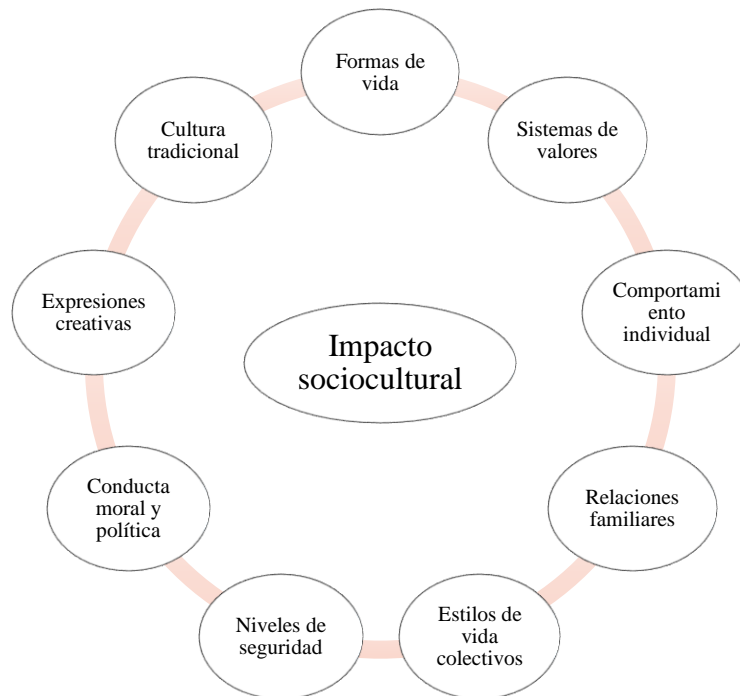 Formas de
vida
Sistemas de
valores
Comportami
ento
individual
Relaciones
familiares
Estilos de
vida
colectivos
Niveles de
seguridad
Conducta
moral y
política
Expresiones
creativas
Cultura
tradicional
Impacto
sociocultural